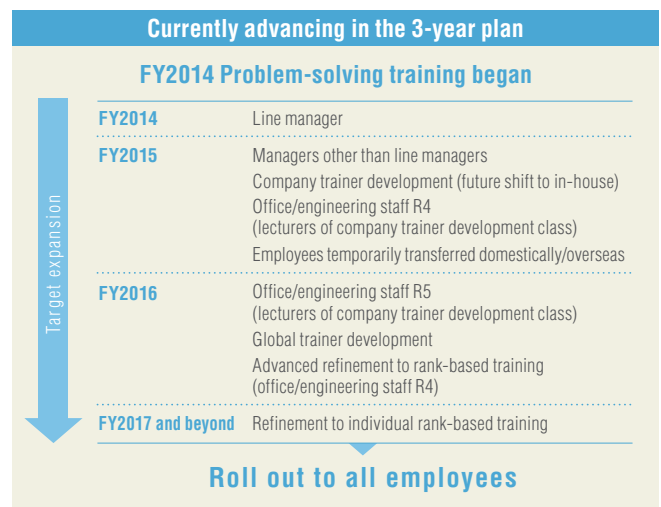 Currently advancing in the 3-year plan
FY2014 Problem-solving training began
Target expansion
FY2014 Line manager
FY2015 Managers other than line managers
Company trainer development (future shift to in-house)
Office/engineering staff R4
(lecturers of company trainer development class)
Employees temporarily transferred domestically/overseas
FY2016 Office/engineering staff R5
(lecturers of company trainer development class)
Global trainer development
Advanced refinement to rank-based training
(office/engineering staff R4)
FY2017 and beyond Refinement to individual rank-based training
Roll out to all employees